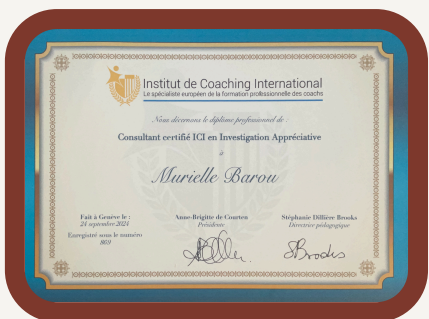 Institut de Coaching International
Le spécialiste européen de la formation professionnelle des coachs
Nous décernons le diplôme professionnel de :
Consultant certifié ICI en Investigation Appréciative
à
Murielle Barou
Fait à Genève le :
24 septembre 2024
Enregistré sous le numéro
869
Anne-Brigitte de Courten
Présidente
Stéphanie Dillière Brooks
Directrice pédagogique
SBrooks